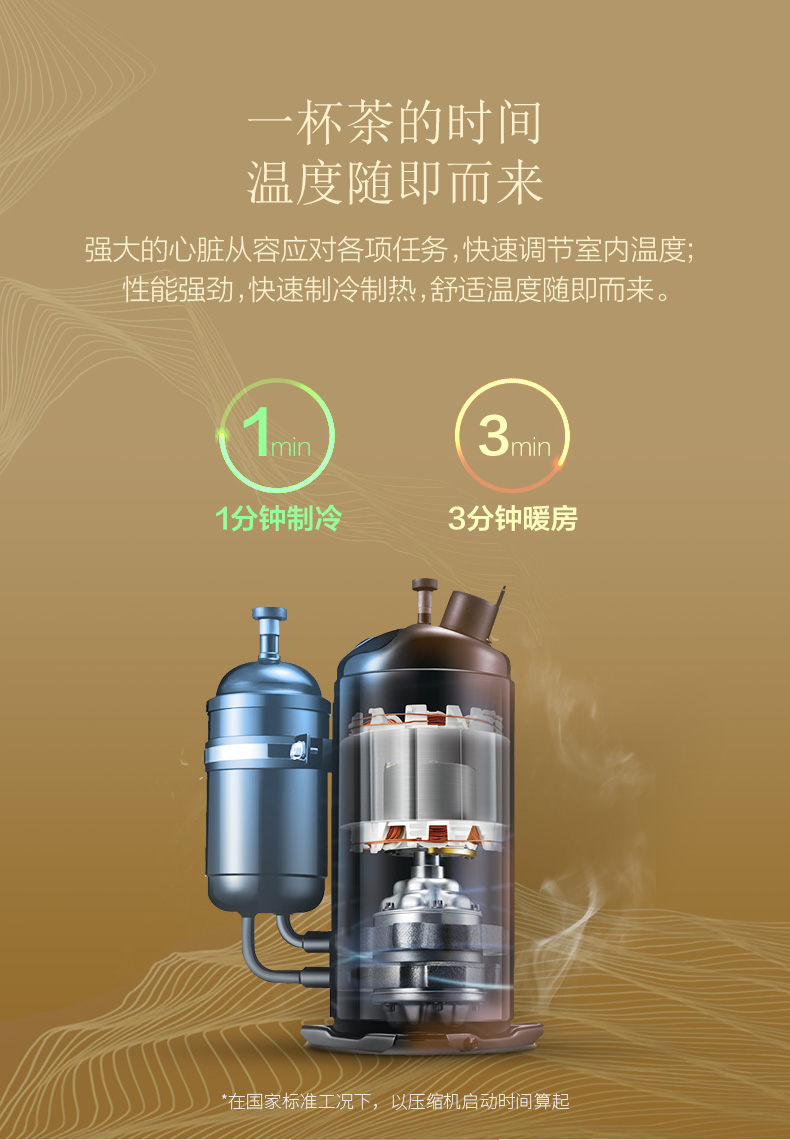 一杯茶的时间
温度随即而来
强大的心脏从容应对各项任务,快速调节室内温度;
性能强劲,快速制冷制热,舒适温度随即而来。
1min
3min
1分钟制冷
3分钟暖房
*在国家标准工况下，以压缩机启动时间算起